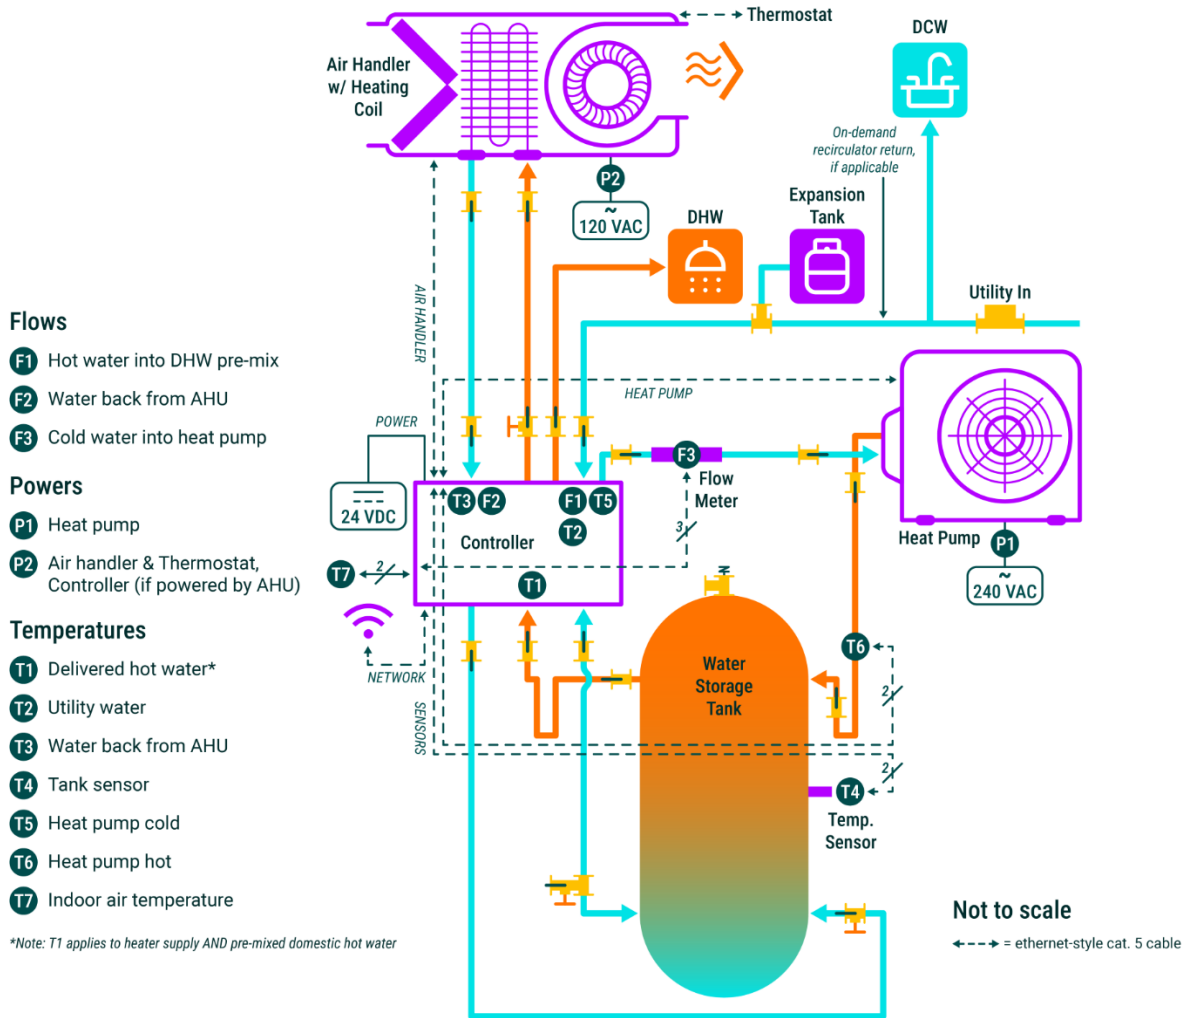 Thermostat
DCW
Air Handler
w/ Heating
Coil
On-demand
recirculator return,
if applicable
P2
~
120 VAC
DHW
Expansion
Tank
Utility In
AIR HANDLER
HEAT PUMP
POWER
24 VDC
T3
F2
F1
T5
T2
Controller
T1
F3
Flow
Meter
3
Heat Pump
P1
~
240 VAC
T7
2
NETWORK
SENSORS
Water
Storage
Tank
T6
2
2
T4
Temp.
Sensor
Flows
F1 Hot water into DHW pre-mix
F2 Water back from AHU
F3 Cold water into heat pump
Powers
P1 Heat pump
P2 Air handler & Thermostat,
Controller (if powered by AHU)
Temperatures
T1 Delivered hot water*
T2 Utility water
T3 Water back from AHU
T4 Tank sensor
T5 Heat pump cold
T6 Heat pump hot
T7 Indoor air temperature
*Note: T1 applies to heater supply AND pre-mixed domestic hot water
Not to scale
= ethernet-style cat. 5 cable